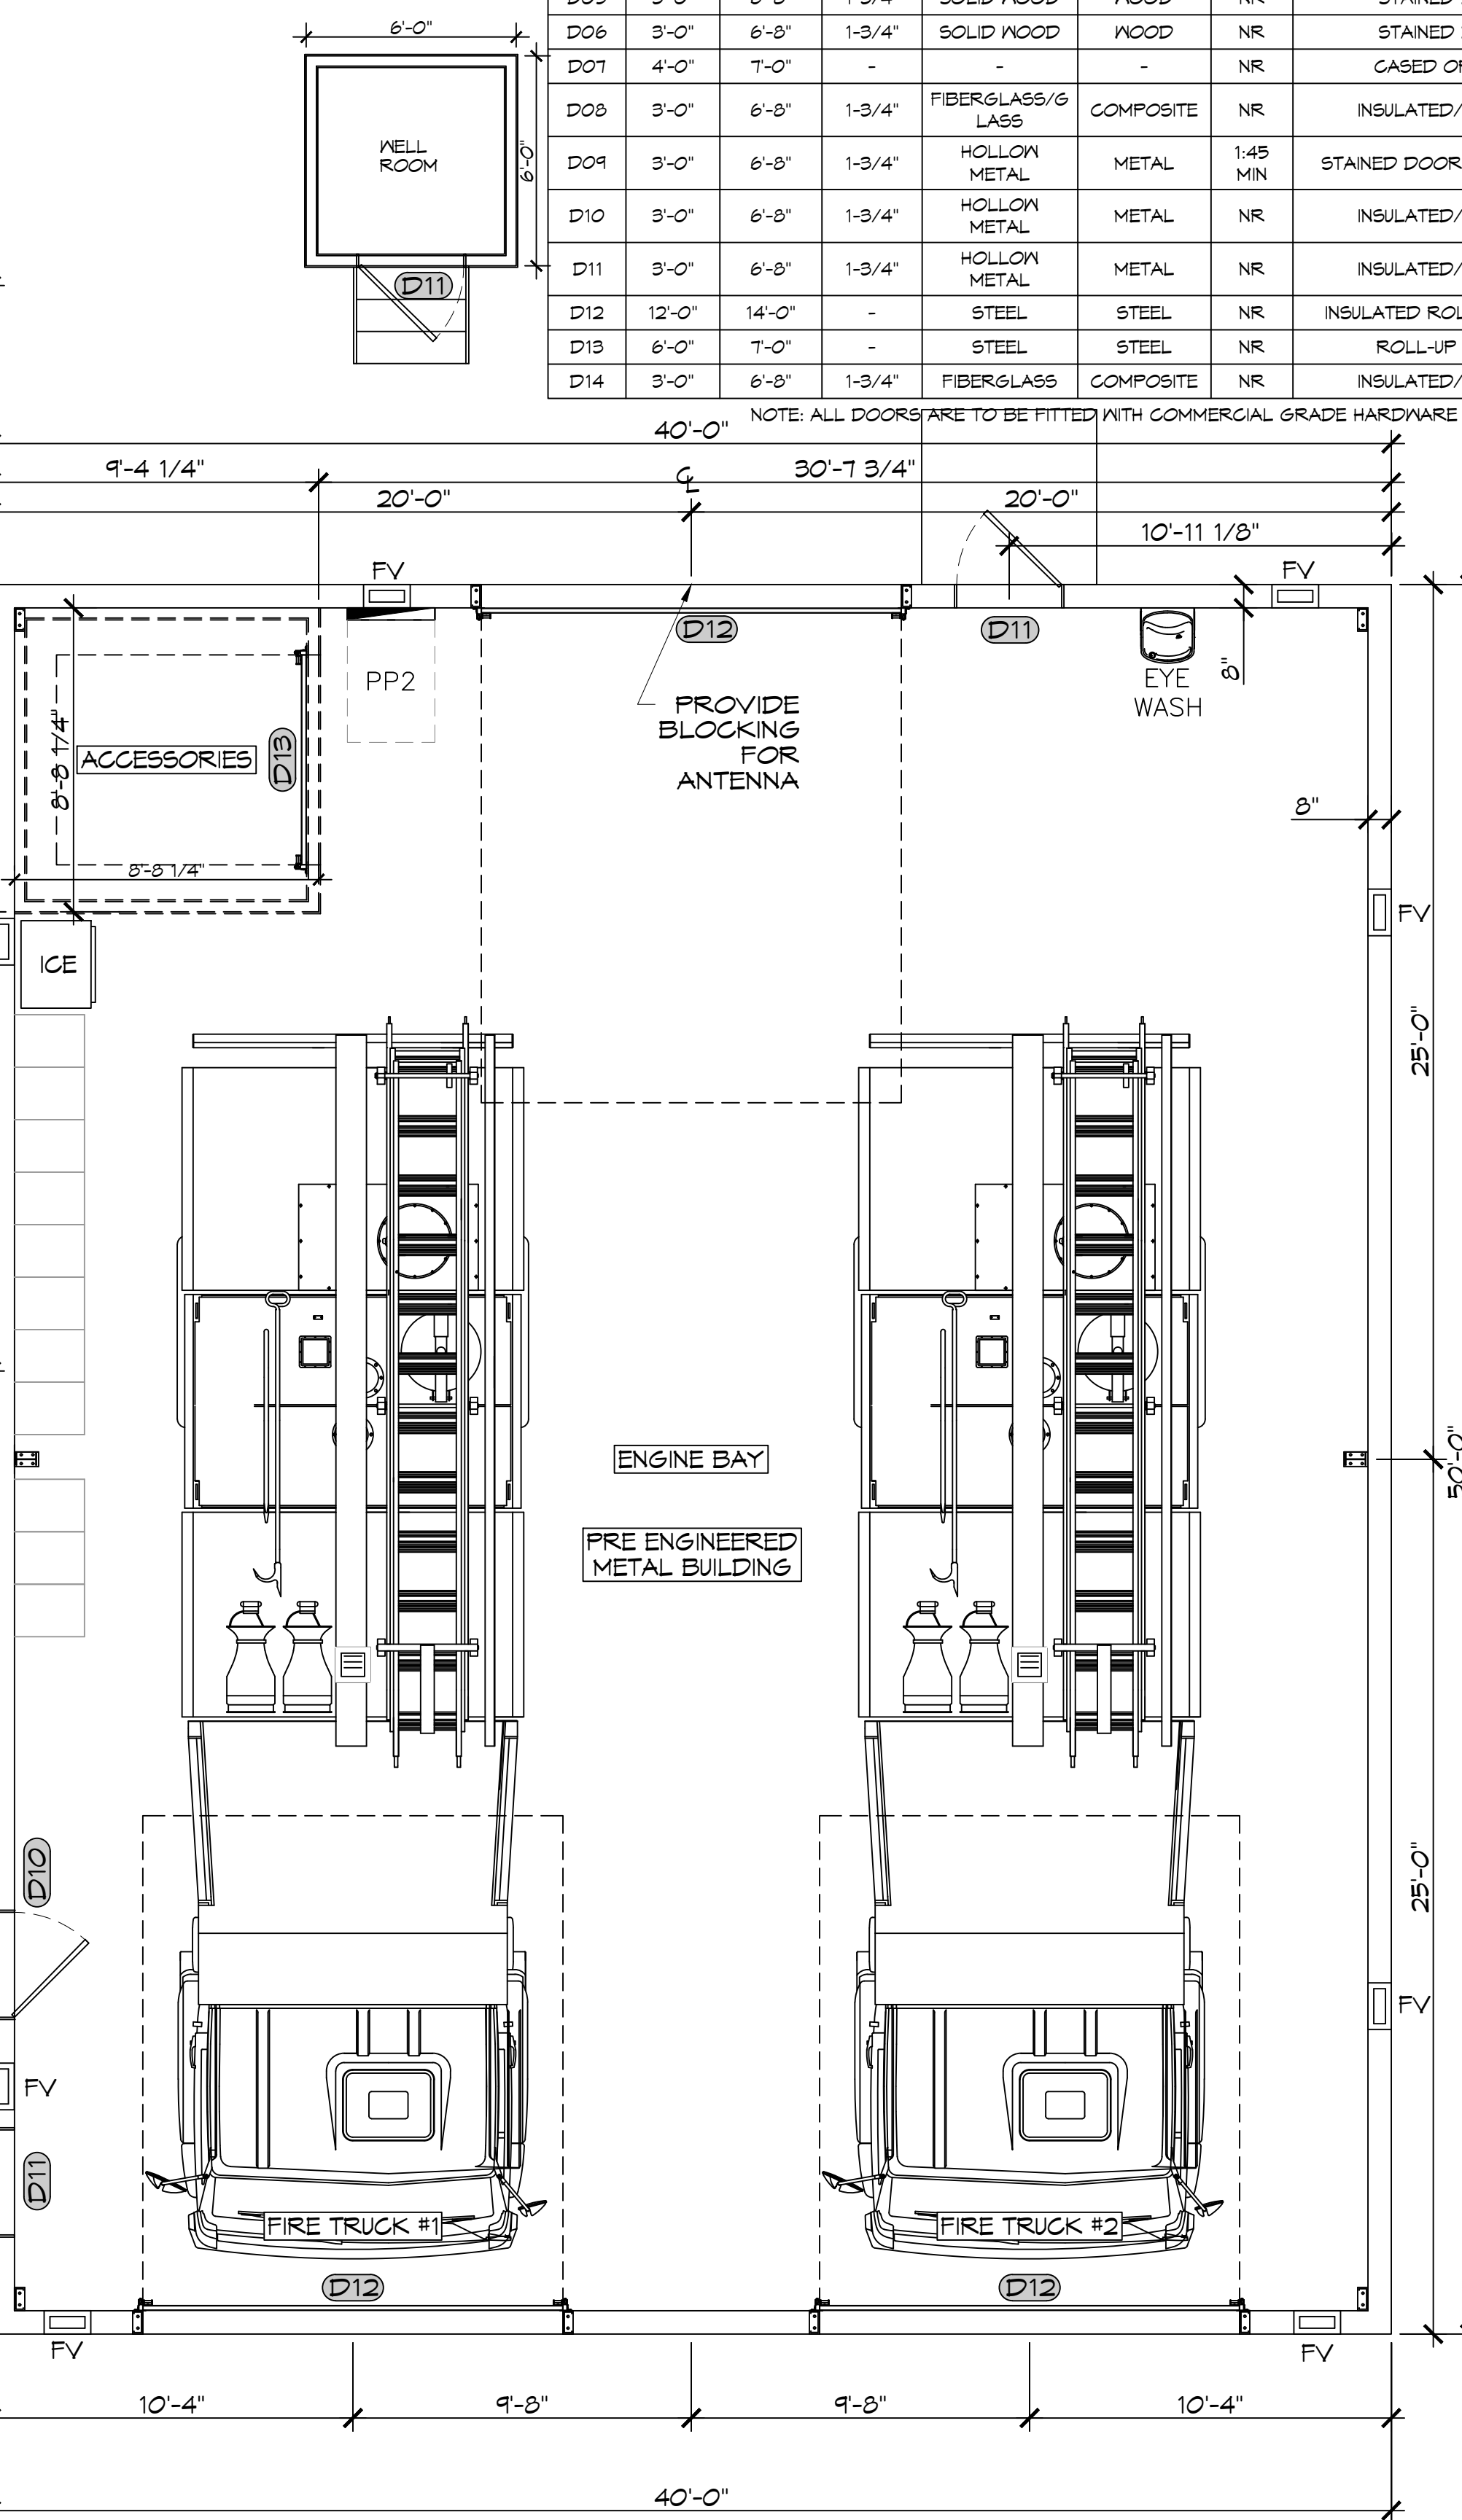 6'-0"
WELL
ROOM
6'-0"
D11
D06 3'-0" 6'-8" 1-3/4" SOLID WOOD WOOD NR STAINED
D07 4'-0" 7'-0" - - - NR CASED
D08 3'-0" 6'-8" 1-3/4" FIBERGLASS/G COMPOSITE NR INSULATED/
LASS
D09 3'-0" 6'-8" 1-3/4" HOLLOW METAL 1:45 STAINED DOOR
METAL MIN
D10 3'-0" 6'-8" 1-3/4" HOLLOW METAL NR INSULATED/
METAL
D11 3'-0" 6'-8" 1-3/4" HOLLOW METAL NR INSULATED/
METAL
D12 12'-0" 14'-0" - STEEL STEEL NR INSULATED
D13 6'-0" 7'-0" - STEEL STEEL NR ROLL-UP
D14 3'-0" 6'-8" 1-3/4" FIBERGLASS COMPOSITE NR INSULATED/
NOTE: ALL DOORS ARE TO BE FITTED WITH COMMERCIAL GRADE HARDWARE
40'-0"
9'-4 1/4" 30'-7 3/4"
20'-0" 20'-0"
10'-11 1/8"
FV FV
D12 D11
PP2
EYE
WASH
8"
PROVIDE
BLOCKING
FOR
ANTENNA
8'-8 1/4"
ACCESSORIES
D13
8'-8 1/4"
8"
FV
ICE
25'-0"
ENGINE BAY
50'-0"
PRE ENGINEERED
METAL BUILDING
D10
25'-0"
FV
FV
D11
FIRE TRUCK #1 FIRE TRUCK #2
D12 D12
FV FV
10'-4" 9'-8" 9'-8" 10'-4"
40'-0"